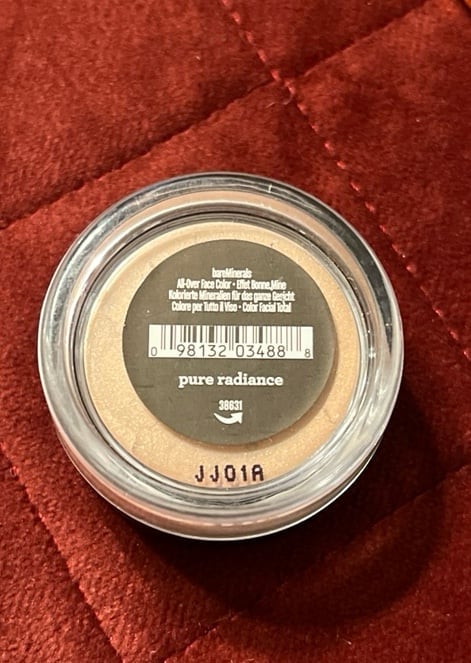 bareMinerals
All-Over Face Color • Effet Bonne Mine
Kolorierte Mineralien für das ganze Gesicht
Colore per Tutto il Viso • Color Facial Total
0 98132 03488 8
pure radiance
38631
JJ01A